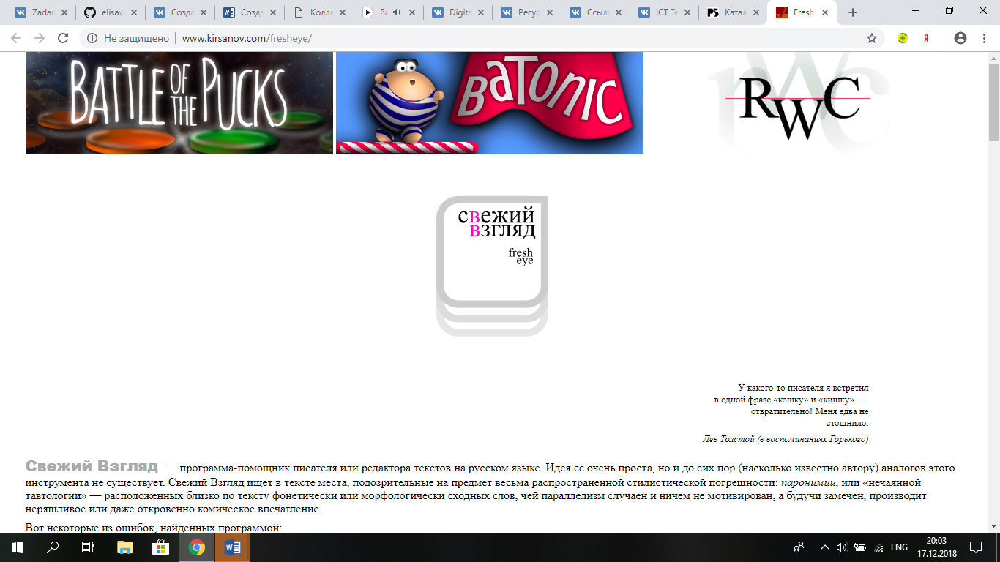 Zadan
elisave
Созда
Созда
Колле
Ва
Digita
Ресур
Ссыл
ICT Te
Катал
Fresh
Не защищено
www.kirsanov.com/fresheye/
BATTLE OF THE PUCKS
BATONIC
RWC
свежий
взгляд
fresh
eye
У какого-то писателя я встретил
в одной фразе «кошку» и «кишку» —
отвратительно! Меня едва не
стошнило.
Лев Толстой (в воспоминаниях Горького)
Свежий Взгляд — программа-помощник писателя или редактора текстов на русском языке. Идея ее очень проста, но и до сих пор (насколько известно автору) аналогов этого
инструмента не существует. Свежий Взгляд ищет в тексте места, подозрительные на предмет весьма распространенной стилистической погрешности: паронимии, или «нечаянной
тавтологии» — расположенных близко по тексту фонетически или морфологически сходных слов, чей параллелизм случаен и ничем не мотивирован, а будучи замечен, производит
неряшливое или даже откровенно комическое впечатление.
Вот некоторые из ошибок, найденных программой:
ENG
20:03
17.12.2018